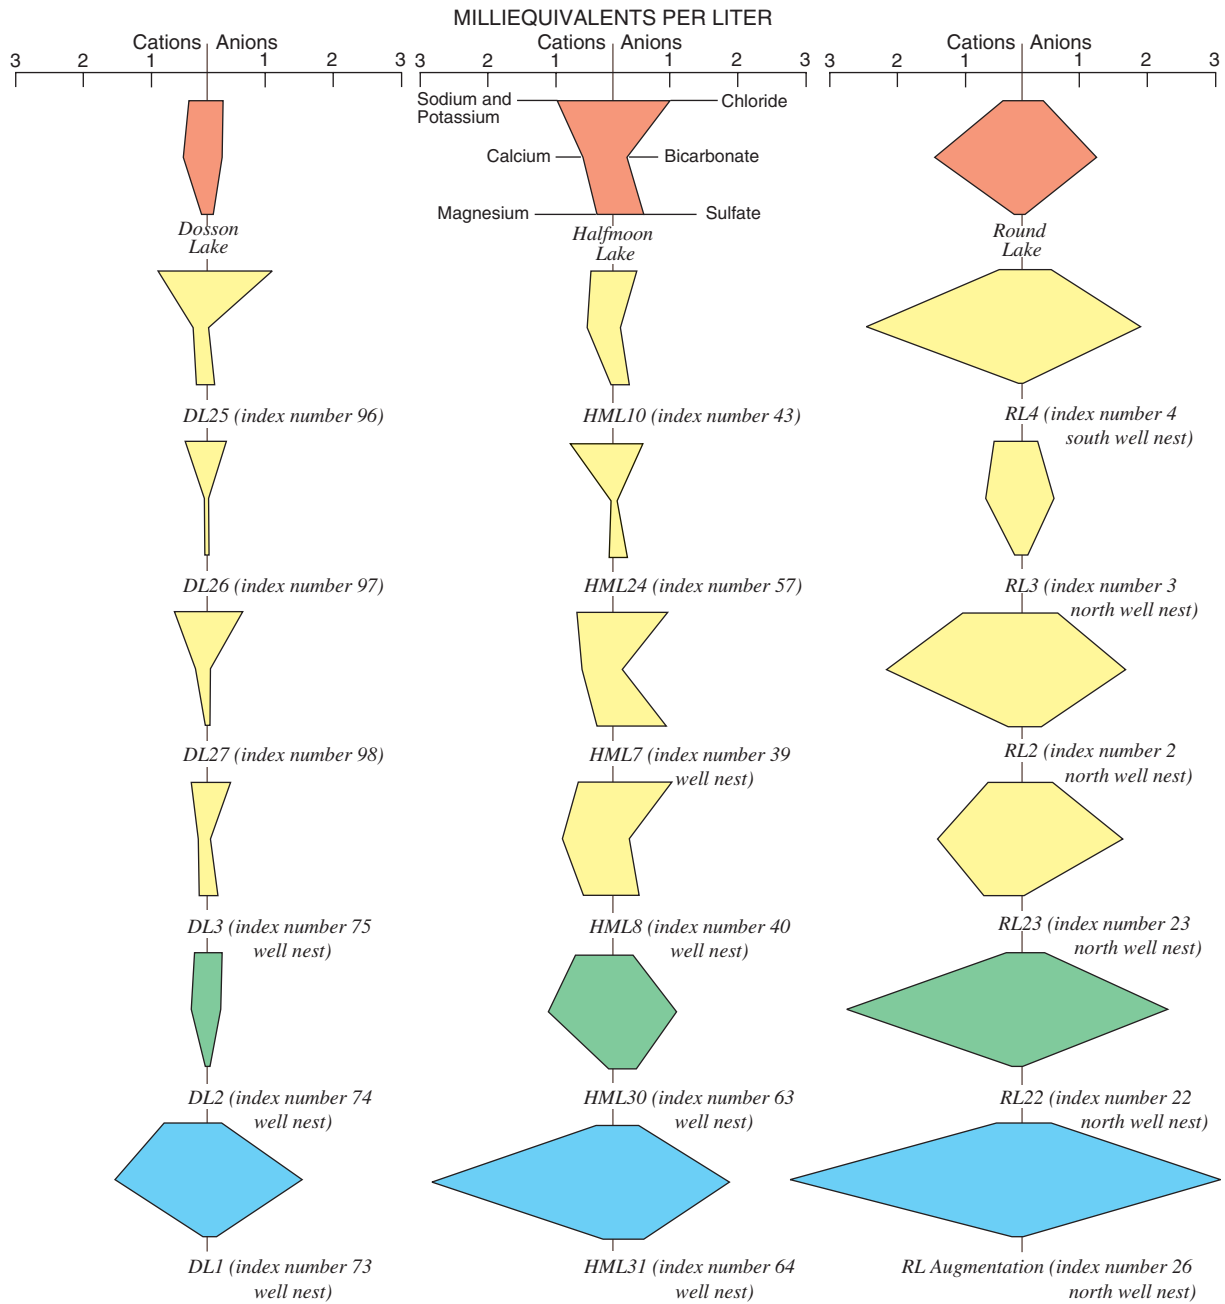 MILLIEQUIVALENTS PER LITER
Cations Anions
3 2 1 1 2 3
Cations Anions
3 2 1 1 2 3
Cations Anions
3 2 1 1 2 3
Sodium and
Potassium
Chloride
Calcium
Bicarbonate
Magnesium
Sulfate
Dosson
Lake
Halfmoon
Lake
Round
Lake
DL25 (index number 96)
HML10 (index number 43)
RL4 (index number 4
south well nest)
DL26 (index number 97)
HML24 (index number 57)
RL3 (index number 3
north well nest)
DL27 (index number 98)
HML7 (index number 39
well nest)
RL2 (index number 2
north well nest)
DL3 (index number 75
well nest)
HML8 (index number 40
well nest)
RL23 (index number 23
north well nest)
DL2 (index number 74
well nest)
HML30 (index number 63
well nest)
RL22 (index number 22
north well nest)
DL1 (index number 73
well nest)
HML31 (index number 64
well nest)
RL Augmentation (index number 26
north well nest)